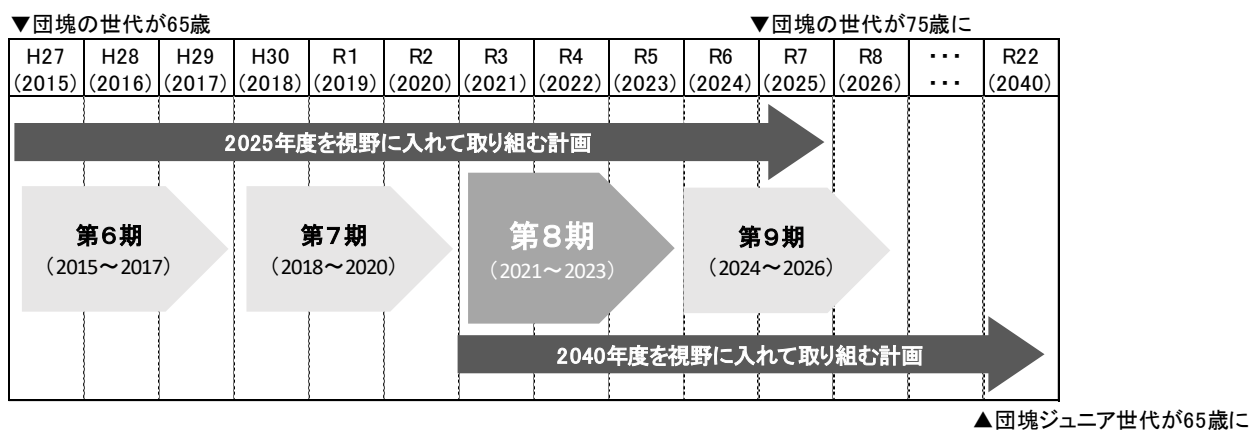 ▼団塊の世代が65歳 ▼団塊の世代が75歳に
H27 H28 H29 H30 R1 R2 R3 R4 R5 R6 R7 R8 ・・・ R22
(2015) (2016) (2017) (2018) (2019) (2020) (2021) (2022) (2023) (2024) (2025) (2026) ・・・ (2040)
2025年度を視野に入れて取り組む計画
第6期 第7期 第8期 第9期
（2015～2017） （2018～2020） （2021～2023） （2024～2026）
2040年度を視野に入れて取り組む計画
▲団塊ジュニア世代が65歳に